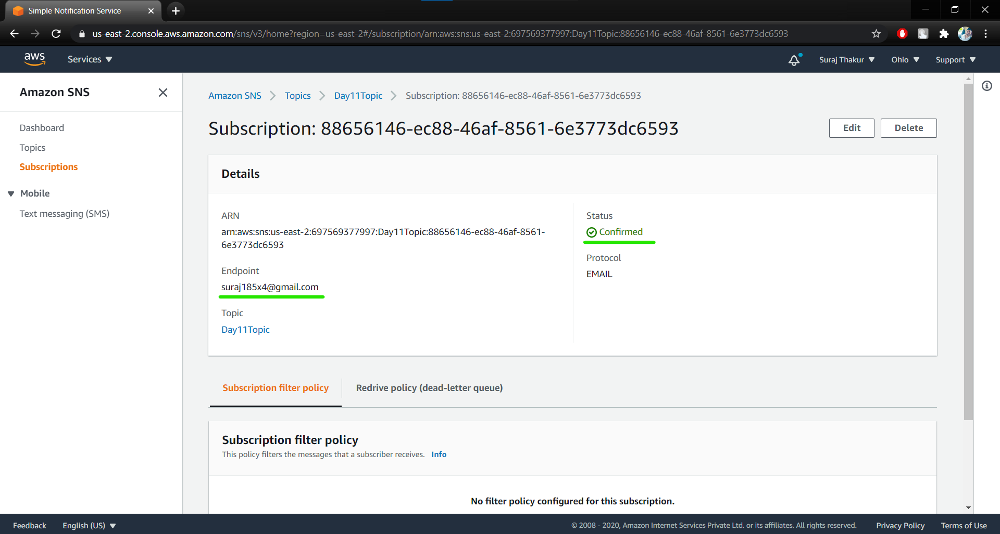 Simple Notification Service
us-east-2.console.aws.amazon.com/sns/v3/home?region=us-east-2#/subscription/arn:aws:sns:us-east-2:697569377997:Day11Topic:88656146-ec88-46af-8561-6e3773dc6593
aws Services Suraj Thakur Ohio Support
Amazon SNS
Dashboard
Topics
Subscriptions
Mobile
Text messaging (SMS)
Amazon SNS Topics Day11Topic Subscription: 88656146-ec88-46af-8561-6e3773dc6593
Subscription: 88656146-ec88-46af-8561-6e3773dc6593
Edit Delete
Details
ARN
arn:aws:sns:us-east-2:697569377997:Day11Topic:88656146-ec88-46af-8561-
6e3773dc6593
Endpoint
suraj185x4@gmail.com
Topic
Day11Topic
Status
Confirmed
Protocol
EMAIL
Subscription filter policy Redrive policy (dead-letter queue)
Subscription filter policy
This policy filters the messages that a subscriber receives. Info
No filter policy configured for this subscription.
Feedback English (US) © 2008 - 2020, Amazon Internet Services Private Ltd. or its affiliates. All rights reserved. Privacy Policy Terms of Use